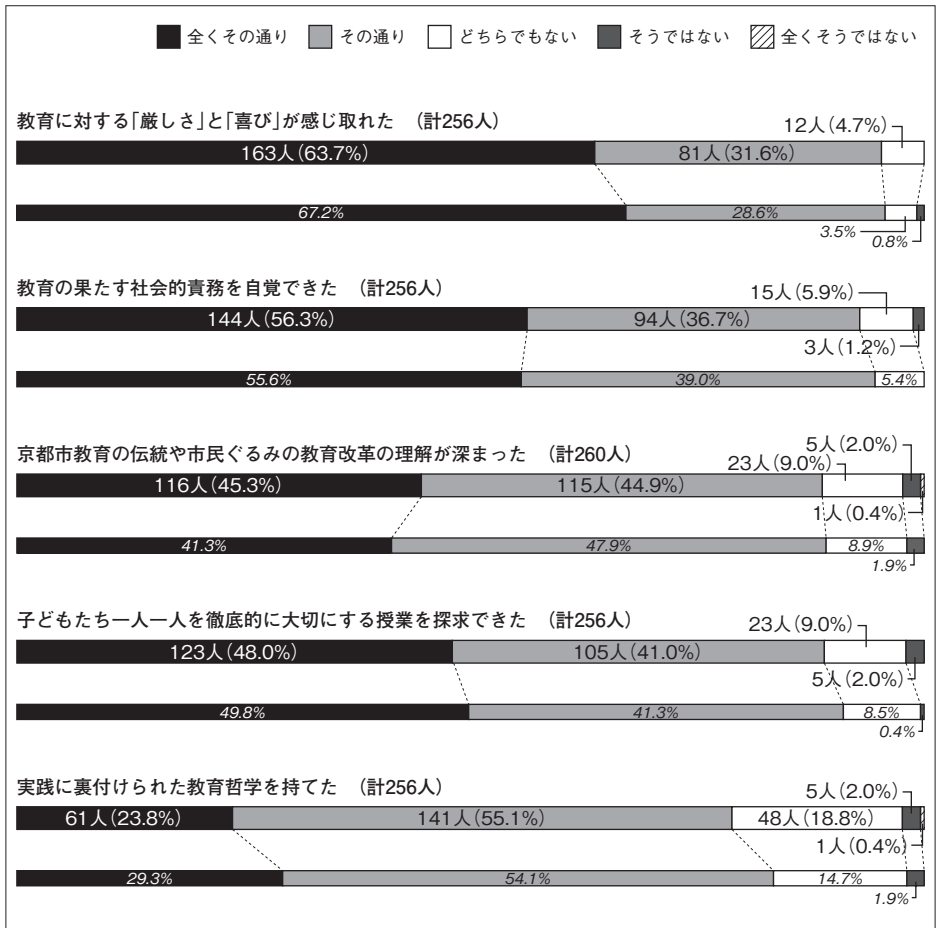 全くその通り その通り どちらでもない そうではない 全くそうではない
教育に対する「厳しさ」と「喜び」が感じ取れた (計256人)
12人(4.7%)
163人(63.7%) 81人(31.6%)
67.2% 28.6%
3.5% 0.8%
教育の果たす社会的責務を自覚できた (計256人)
15人(5.9%)
144人(56.3%) 94人(36.7%)
3人(1.2%)
55.6% 39.0% 5.4%
京都市教育の伝統や市民ぐるみの教育改革の理解が深まった (計260人)
5人(2.0%)
23人(9.0%)
116人(45.3%) 115人(44.9%)
1人(0.4%)
41.3% 47.9% 8.9%
1.9%
子どもたち一人一人を徹底的に大切にする授業を探求できた (計256人)
23人(9.0%)
123人(48.0%) 105人(41.0%)
5人(2.0%)
49.8% 41.3% 8.5%
0.4%
実践に裏付けられた教育哲学を持てた (計256人)
5人(2.0%)
61人(23.8%) 141人(55.1%) 48人(18.8%)
1人(0.4%)
29.3% 54.1% 14.7%
1.9%